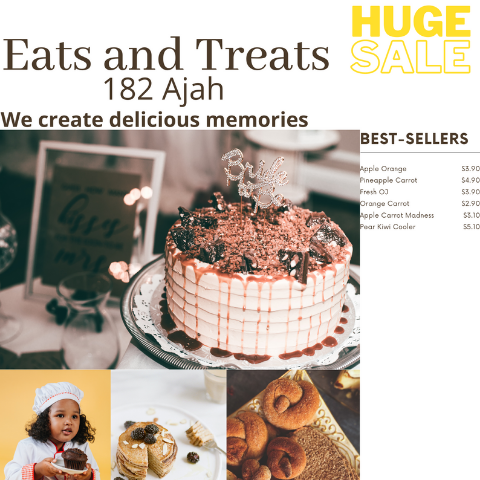 HUGE
SALE
Eats and Treats
182 Ajah
We create delicious memories
BEST-SELLERS
Apple Orange $3.90
Pineapple Carrot $4.90
Fresh OJ $3.90
Orange Carrot $2.90
Apple Carrot Madness $3.10
Pear Kiwi Cooler $5.10
Bride
to be